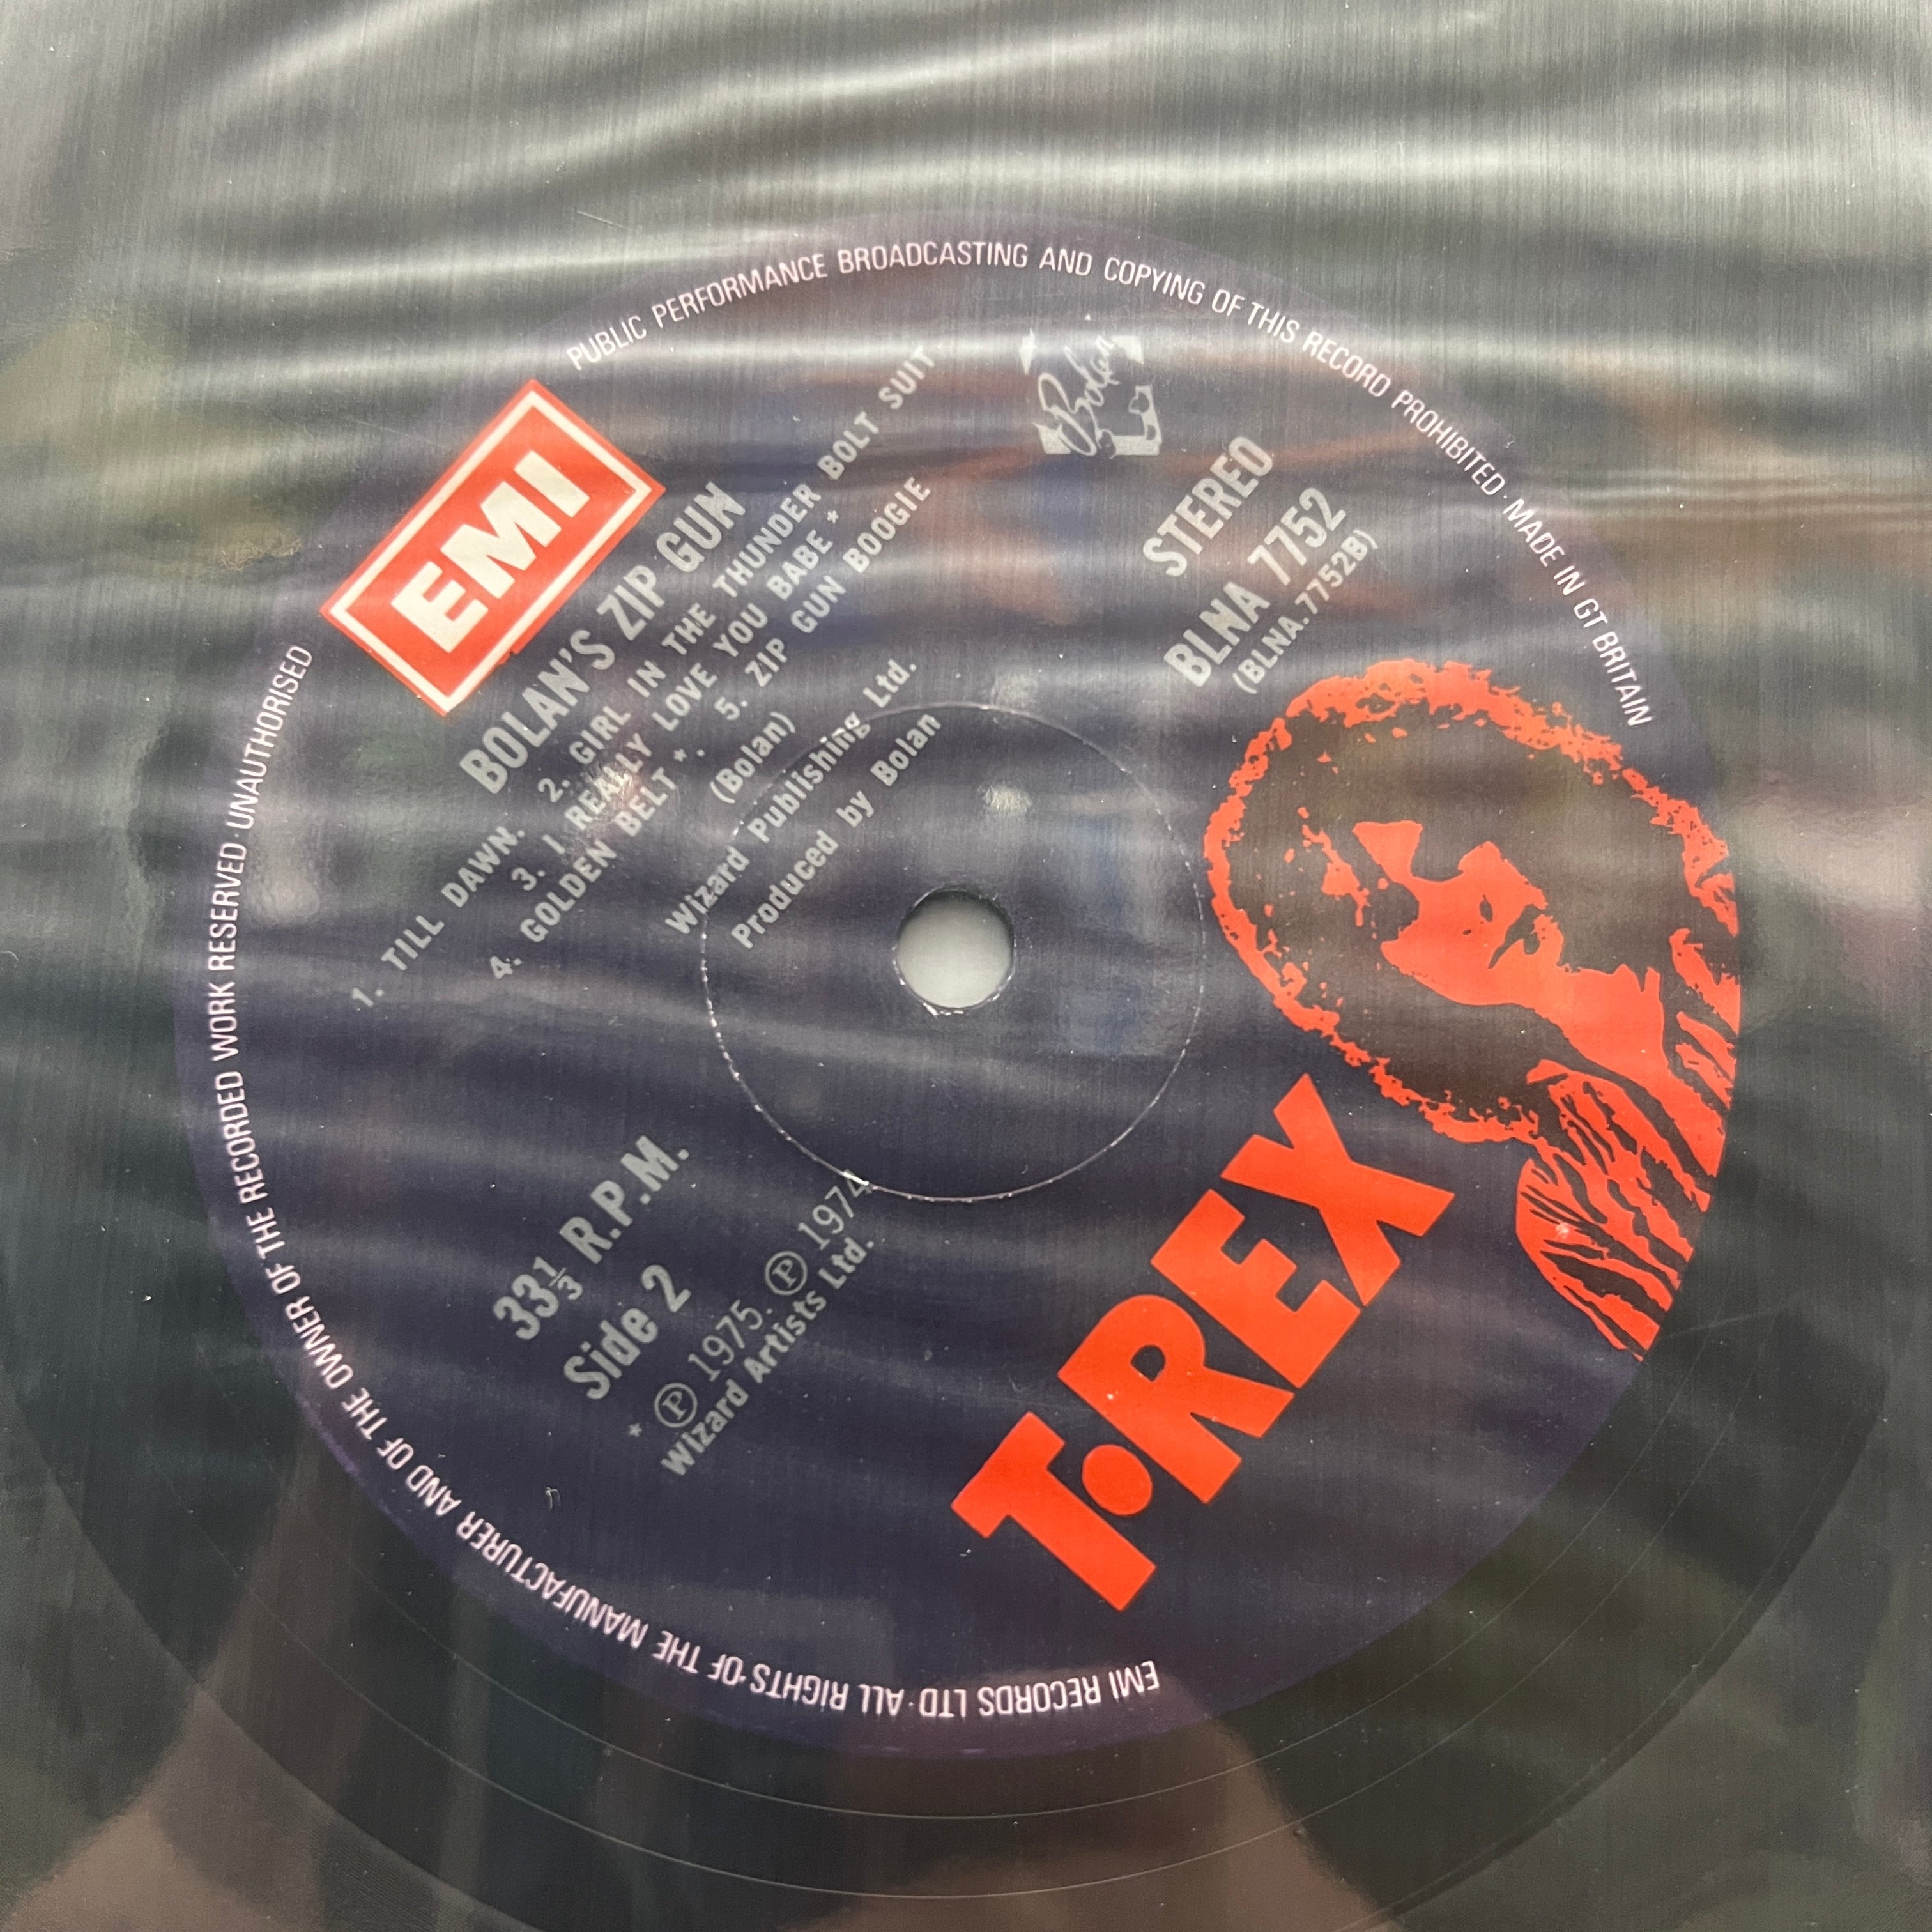 EMI
BOLAN'S ZIP GUN
1. TILL DAWN. 2. GIRL IN THE THUNDER BOLT SUIT.
3. I REALLY LOVE YOU BABE *
4. GOLDEN BELT *. 5. ZIP GUN BOOGIE
(Bolan)
Wizard Publishing Ltd.
Produced by Bolan
Bolan
STEREO
BLNA 7752
(BLNA.7752B)
33⅓ R.P.M.
Side 2
* Ⓟ 1975. Ⓟ 1974.
Wizard Artists Ltd.
T·REX
EMI RECORDS LTD · ALL RIGHTS OF THE MANUFACTURER AND OF THE OWNER OF THE RECORDED WORK RESERVED · UNAUTHORISED PUBLIC PERFORMANCE BROADCASTING AND COPYING OF THIS RECORD PROHIBITED · MADE IN GT BRITAIN